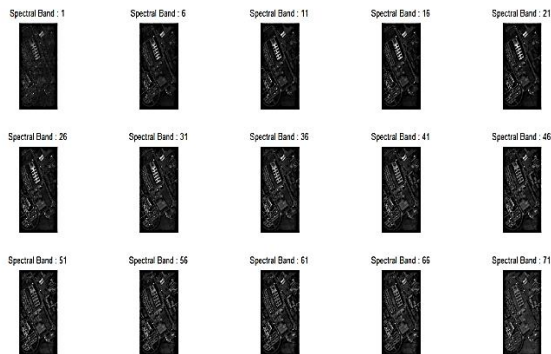 Spectral Band : 1 Spectral Band : 6 Spectral Band : 11 Spectral Band : 16 Spectral Band : 21
Spectral Band : 26 Spectral Band : 31 Spectral Band : 36 Spectral Band : 41 Spectral Band : 46
Spectral Band : 51 Spectral Band : 56 Spectral Band : 61 Spectral Band : 66 Spectral Band : 71